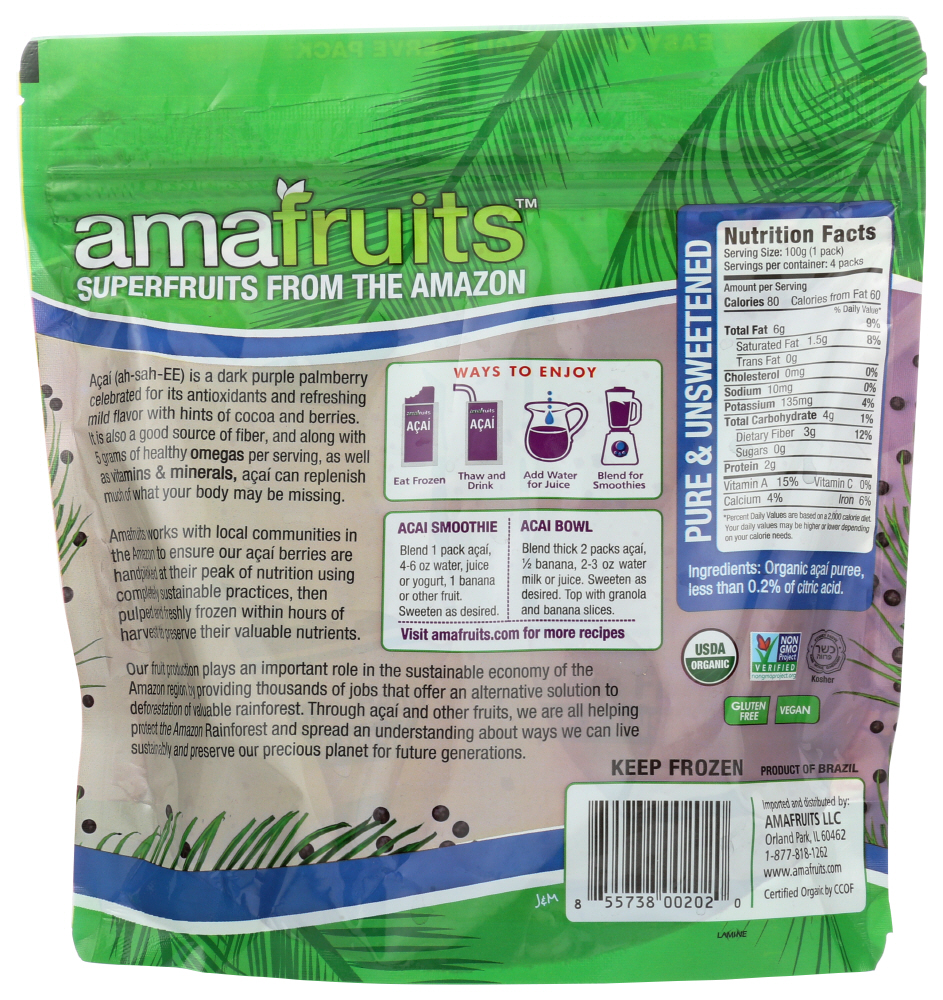 amafruits™
SUPERFRUITS FROM THE AMAZON
Açaí (ah-sah-EE) is a dark purple palmberry
celebrated for its antioxidants and refreshing
mild flavor with hints of cocoa and berries.
It is also a good source of fiber, and along with
5 grams of healthy omegas per serving, as well
as vitamins & minerals, açaí can replenish
much of what your body may be missing.
Amafruits works with local communities in
the Amazon to ensure our açaí berries are
handpicked at their peak of nutrition using
completely sustainable practices, then
pulped and freshly frozen within hours of
harvest to preserve their valuable nutrients.
Our fruit production plays an important role in the sustainable economy of the
Amazon region by providing thousands of jobs that offer an alternative solution to
deforestation of valuable rainforest. Through açaí and other fruits, we are all helping
protect the Amazon Rainforest and spread an understanding about ways we can live
sustainably and preserve our precious planet for future generations.
WAYS TO ENJOY
amafruits
AÇAÍ
amafruits
AÇAÍ
Eat Frozen
Thaw and
Drink
Add Water
for Juice
Blend for
Smoothies
ACAI SMOOTHIE
Blend 1 pack açaí,
4-6 oz water, juice
or yogurt, 1 banana
or other fruit.
Sweeten as desired.
ACAI BOWL
Blend thick 2 packs açaí,
½ banana, 2-3 oz water
milk or juice. Sweeten as
desired. Top with granola
and banana slices.
Visit amafruits.com for more recipes
PURE & UNSWEETENED
Nutrition Facts
Serving Size: 100g (1 pack)
Servings per container: 4 packs
Amount per Serving
Calories 80 Calories from Fat 60
% Daily Value*
Total Fat 6g 9%
Saturated Fat 1.5g 8%
Trans Fat 0g
Cholesterol 0mg 0%
Sodium 10mg 0%
Potassium 135mg 4%
Total Carbohydrate 4g 1%
Dietary Fiber 3g 12%
Sugars 0g
Protein 2g
Vitamin A 15% Vitamin C 0%
Calcium 4% Iron 6%
*Percent Daily Values are based on a 2,000 calorie diet.
Your daily values may be higher or lower depending
on your calorie needs.
Ingredients: Organic açaí puree,
less than 0.2% of citric acid.
USDA
ORGANIC
NON
GMO
Project
VERIFIED
nongmoproject.org
כשר
Kosher
GLUTEN
FREE
VEGAN
KEEP FROZEN
PRODUCT OF BRAZIL
8 55738 00202 0
Imported and distributed by:
AMAFRUITS LLC
Orland Park, IL 60462
1-877-818-1262
www.amafruits.com
Certified Organic by CCOF
J&M
LAMINE